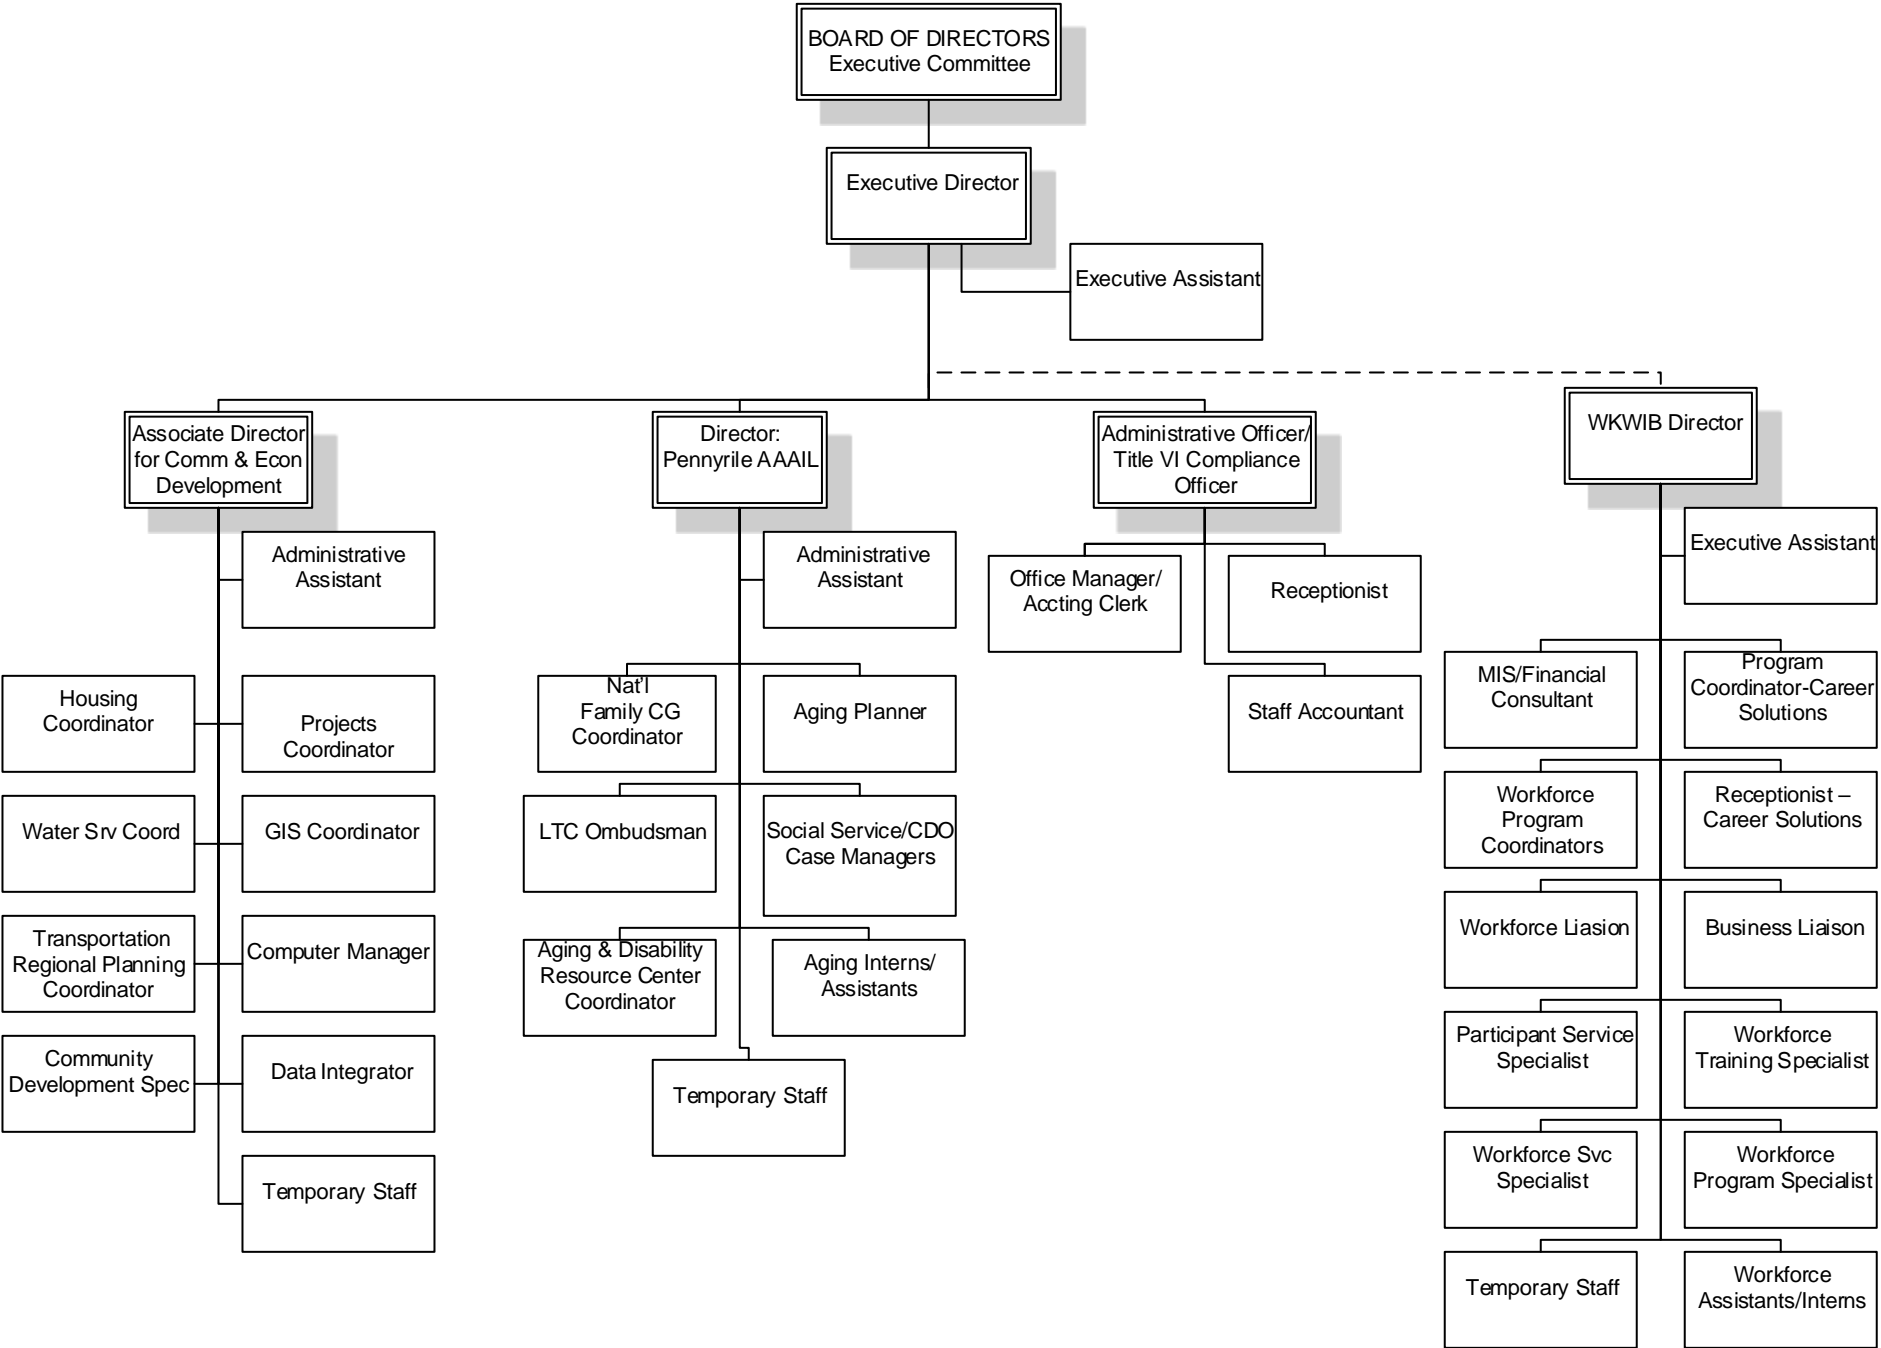 BOARD OF DIRECTORS
Executive Committee
Executive Director
Executive Assistant
Associate Director
for Comm & Econ
Development
Administrative
Assistant
Housing
Coordinator
Projects
Coordinator
Water Srv Coord
GIS Coordinator
Transportation
Regional Planning
Coordinator
Computer Manager
Community
Development Spec
Data Integrator
Temporary Staff
Director:
Pennyrile AAAIL
Administrative
Assistant
Nat'l
Family CG
Coordinator
Aging Planner
LTC Ombudsman
Social Service/CDO
Case Managers
Aging & Disability
Resource Center
Coordinator
Aging Interns/
Assistants
Temporary Staff
Administrative Officer/
Title VI Compliance
Officer
Office Manager/
Accting Clerk
Receptionist
Staff Accountant
WKWIB Director
Executive Assistant
MIS/Financial
Consultant
Program
Coordinator-Career
Solutions
Workforce
Program
Coordinators
Receptionist –
Career Solutions
Workforce Liasion
Business Liaison
Participant Service
Specialist
Workforce
Training Specialist
Workforce Svc
Specialist
Workforce
Program Specialist
Temporary Staff
Workforce
Assistants/Interns